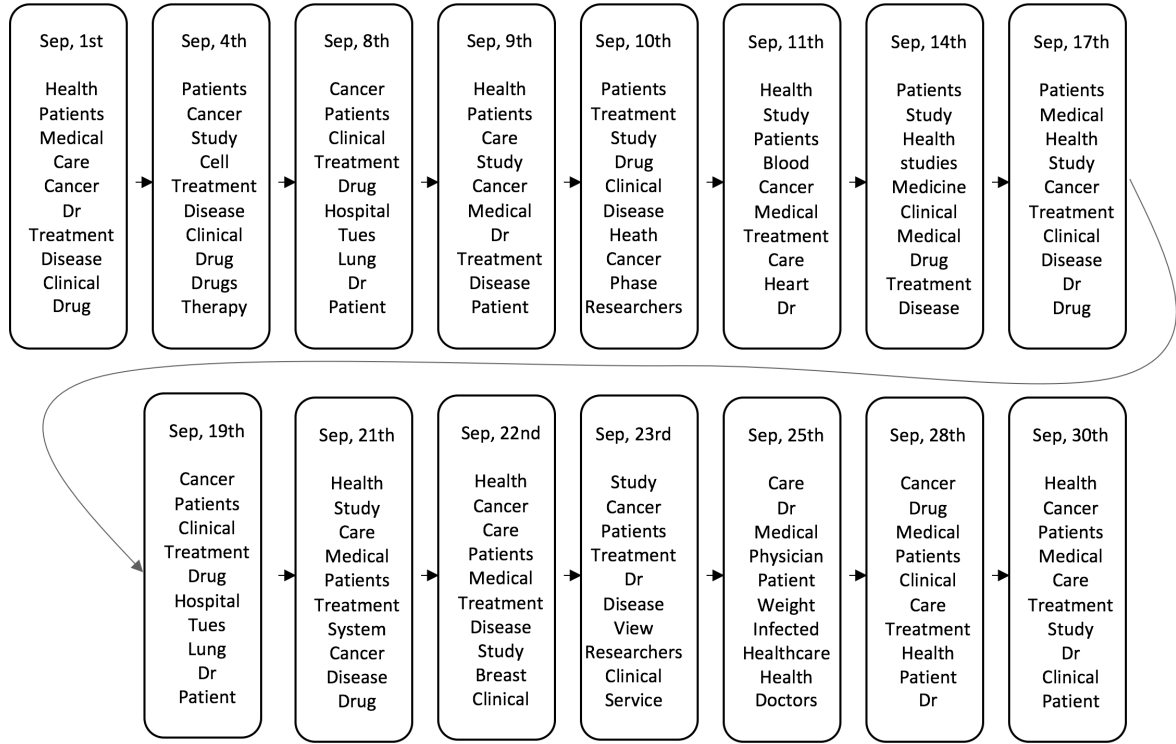 Sep, 1st
Health
Patients
Medical
Care
Cancer
Dr
Treatment
Disease
Clinical
Drug
Sep, 4th
Patients
Cancer
Study
Cell
Treatment
Disease
Clinical
Drug
Drugs
Therapy
Sep, 8th
Cancer
Patients
Clinical
Treatment
Drug
Hospital
Tues
Lung
Dr
Patient
Sep, 9th
Health
Patients
Care
Study
Cancer
Medical
Dr
Treatment
Disease
Patient
Sep, 10th
Patients
Treatment
Study
Drug
Clinical
Disease
Heath
Cancer
Phase
Researchers
Sep, 11th
Health
Study
Patients
Blood
Cancer
Medical
Treatment
Care
Heart
Dr
Sep, 14th
Patients
Study
Health
studies
Medicine
Clinical
Medical
Drug
Treatment
Disease
Sep, 17th
Patients
Medical
Health
Study
Cancer
Treatment
Clinical
Disease
Dr
Drug
Sep, 19th
Cancer
Patients
Clinical
Treatment
Drug
Hospital
Tues
Lung
Dr
Patient
Sep, 21th
Health
Study
Care
Medical
Patients
Treatment
System
Cancer
Disease
Drug
Sep, 22nd
Health
Cancer
Care
Patients
Medical
Treatment
Disease
Study
Breast
Clinical
Sep, 23rd
Study
Cancer
Patients
Treatment
Dr
Disease
View
Researchers
Clinical
Service
Sep, 25th
Care
Dr
Medical
Physician
Patient
Weight
Infected
Healthcare
Health
Doctors
Sep, 28th
Cancer
Drug
Medical
Patients
Clinical
Care
Treatment
Health
Patient
Dr
Sep, 30th
Health
Cancer
Patients
Medical
Care
Treatment
Study
Dr
Clinical
Patient